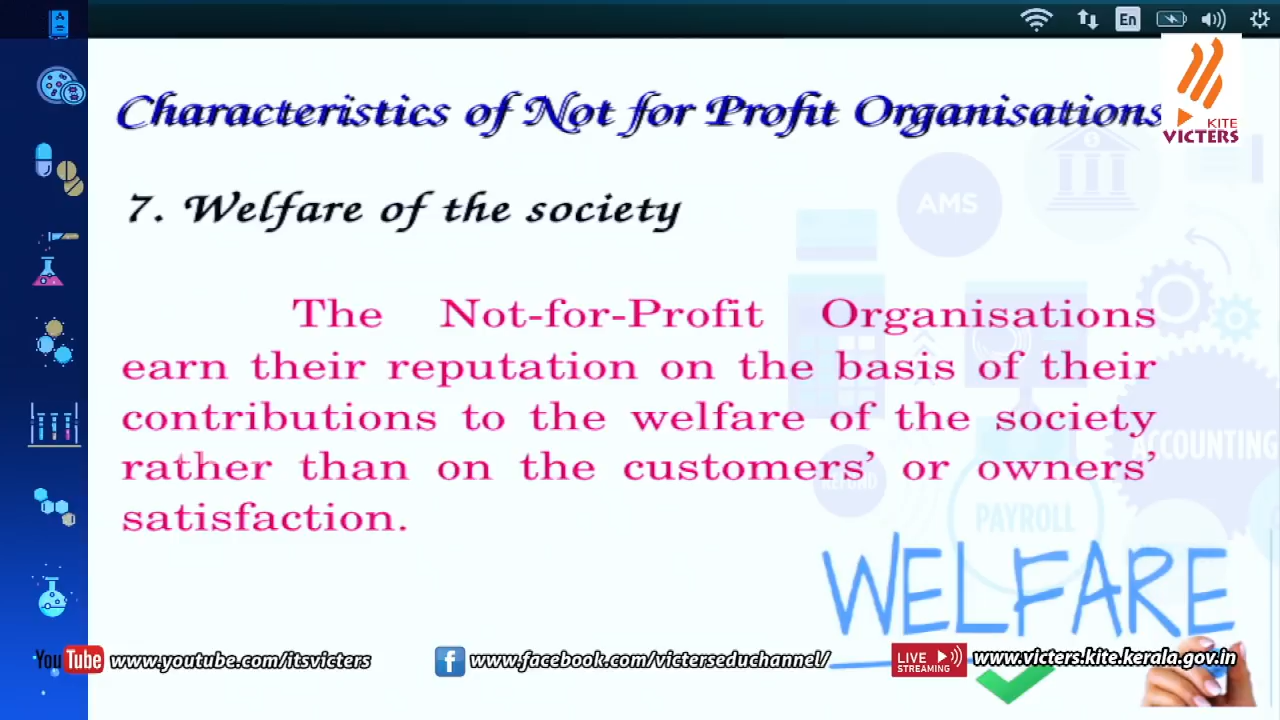 En
Characteristics of Not for Profit Organisations
KITE
VICTERS
7. Welfare of the society
AMS
The Not-for-Profit Organisations
earn their reputation on the basis of their
contributions to the welfare of the society
rather than on the customers’ or owners’
satisfaction.
ACCOUNTING
PAYROLL
WELFARE
YouTube www.youtube.com/itsvicters
www.facebook.com/victerseduchannel/
LIVE STREAMING
www.victers.kite.kerala.gov.in